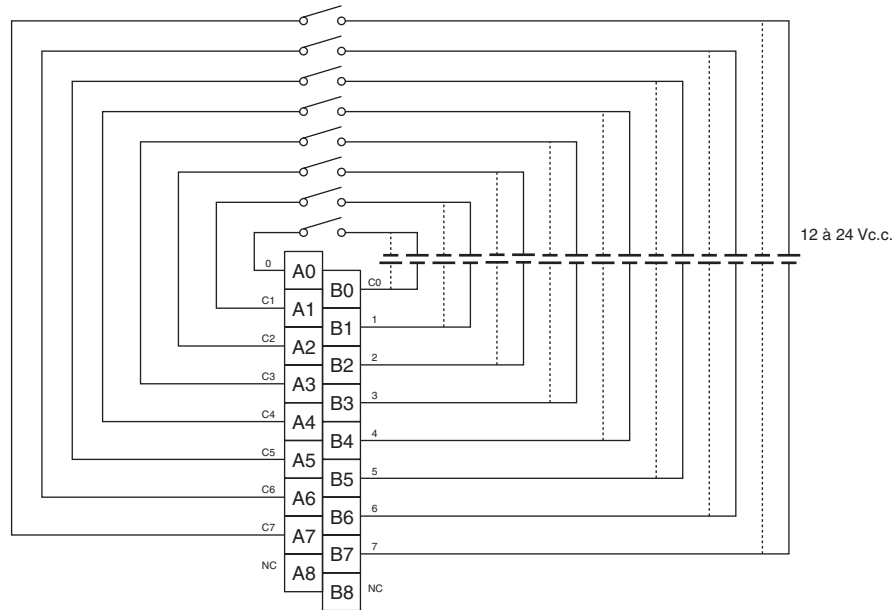 12 à 24 Vc.c.
0 A0
B0 C0
C1 A1
B1 1
C2 A2
B2 2
C3 A3
B3 3
C4 A4
B4 4
C5 A5
B5 5
C6 A6
B6 6
C7 A7
B7 7
NC A8
B8 NC